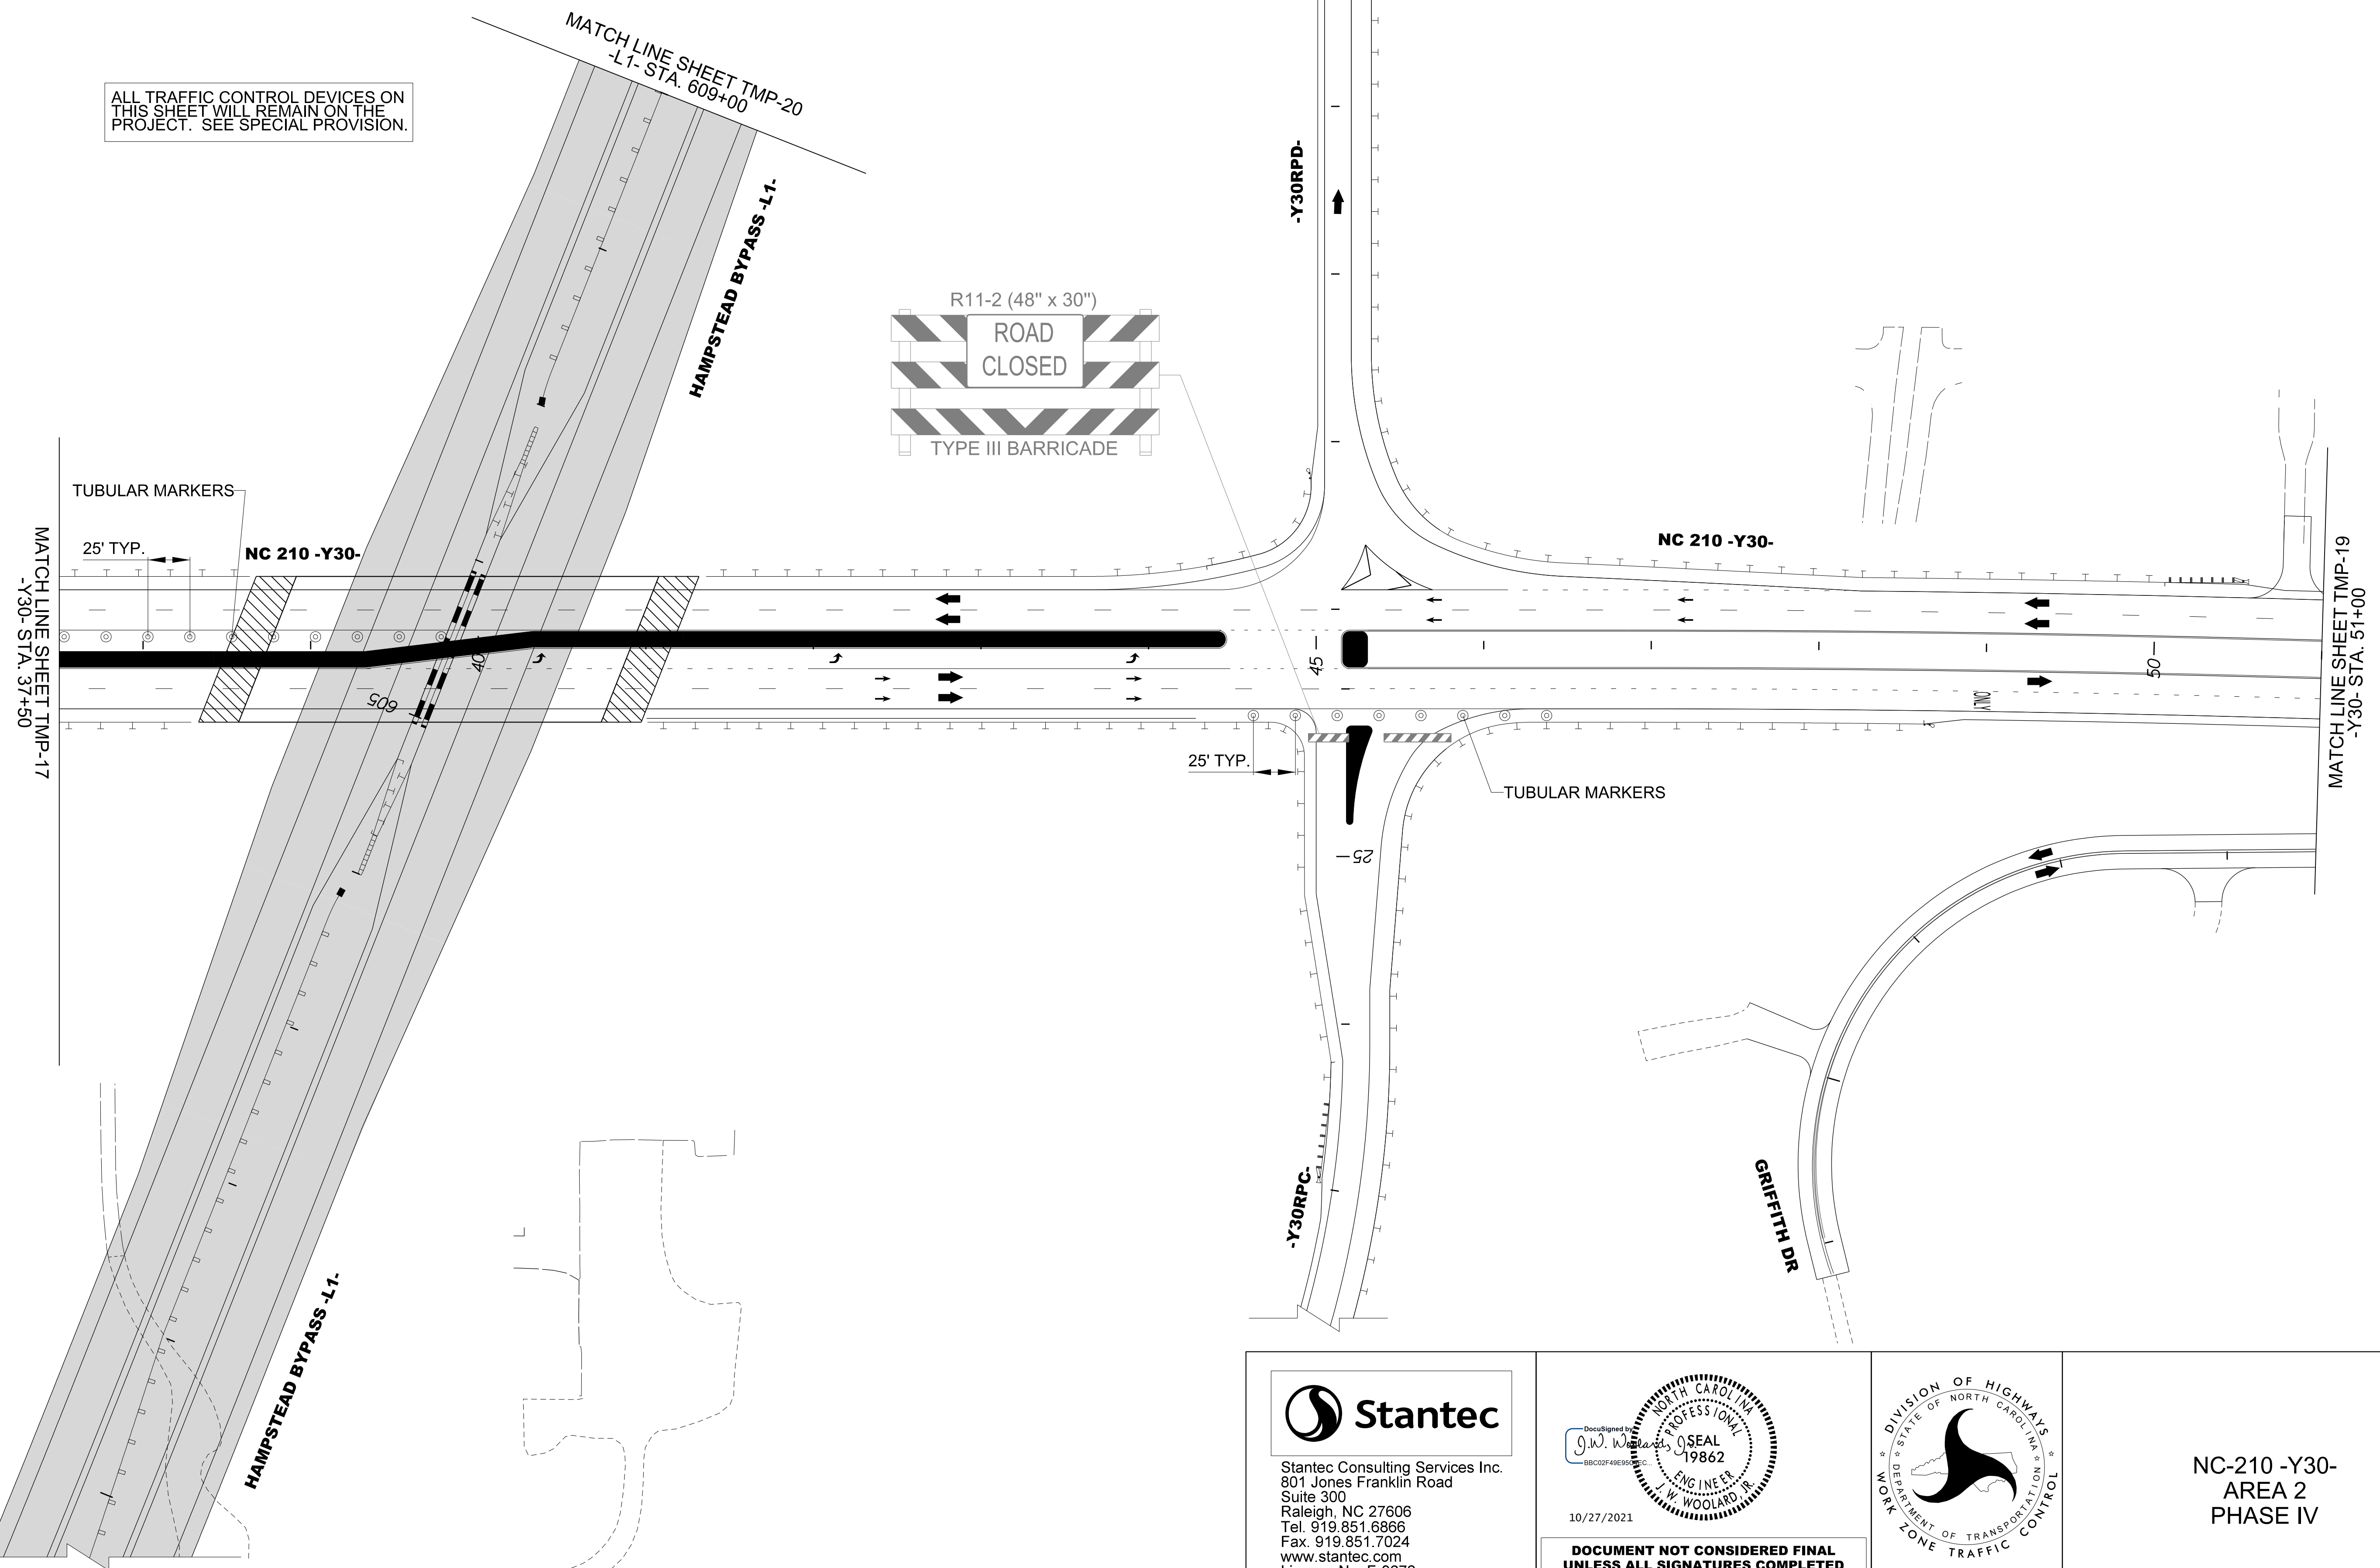 MATCH LINE SHEET TMP-20
-L1- STA. 609+00
ALL TRAFFIC CONTROL DEVICES ON
THIS SHEET WILL REMAIN ON THE
PROJECT. SEE SPECIAL PROVISION.
HAMPSTEAD BYPASS -L1-
-Y30RPD-
R11-2 (48" x 30")
ROAD
CLOSED
TYPE III BARRICADE
TUBULAR MARKERS
25' TYP.
NC 210 -Y30-
NC 210 -Y30-
MATCH LINE SHEET TMP-17
-Y30- STA. 37+50
MATCH LINE SHEET TMP-19
-Y30- STA. 51+00
40
605
45
50
ONLY
25' TYP.
TUBULAR MARKERS
25
-Y30RPC-
GRIFFITH DR
HAMPSTEAD BYPASS -L1-
Stantec
Stantec Consulting Services Inc.
801 Jones Franklin Road
Suite 300
Raleigh, NC 27606
Tel. 919.851.6866
Fax. 919.851.7024
www.stantec.com
DocuSigned by
J.W. Woolard, Jr.
NORTH CAROLINA
PROFESSIONAL
SEAL
19862
ENGINEER
J. W. WOOLARD JR.
10/27/2021
DOCUMENT NOT CONSIDERED FINAL
UNLESS ALL SIGNATURES COMPLETED
DIVISION OF HIGHWAYS
STATE OF NORTH CAROLINA
DEPARTMENT OF TRANSPORTATION
WORK ZONE TRAFFIC CONTROL
NC-210 -Y30-
AREA 2
PHASE IV